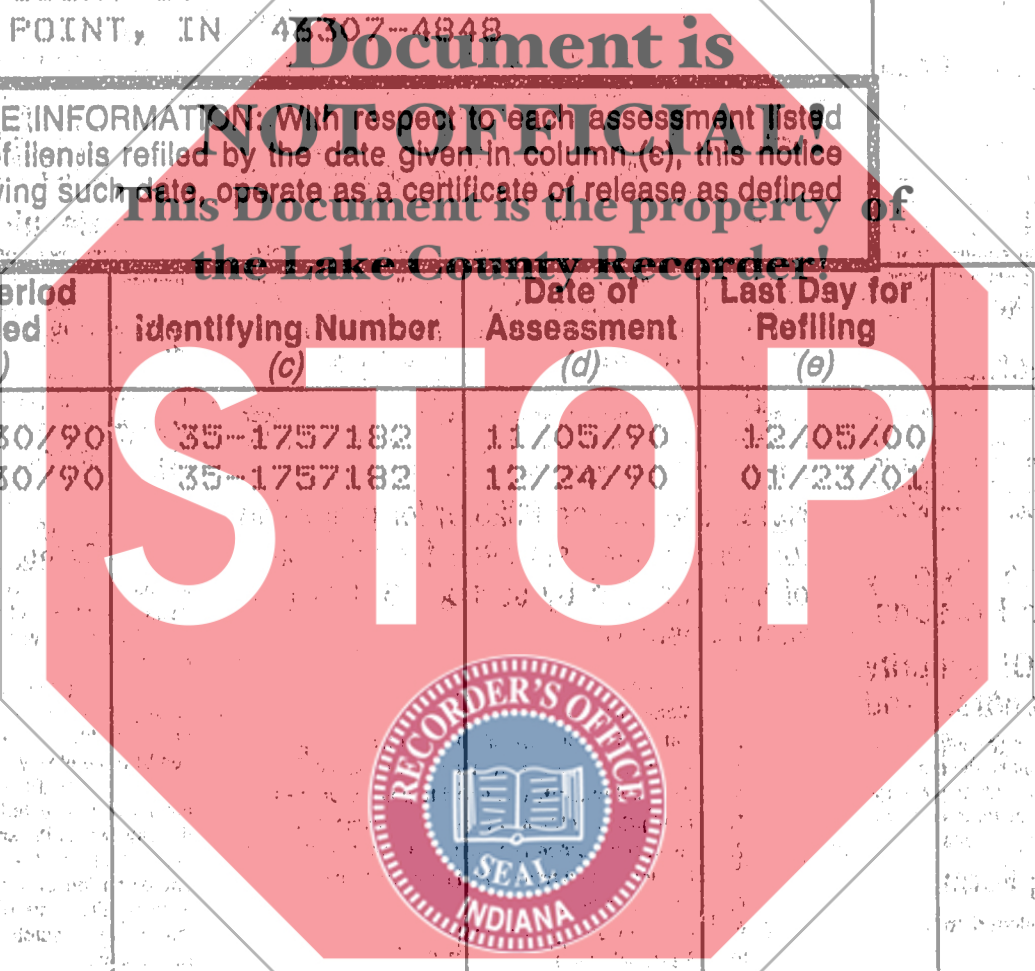 POINT, IN 46307-4848
Document is
E INFORMATION: With respect to each assessment listed
NOT OFFICIAL!
of lien is refiled by the date given in column (e), this notice
ving such date, operate as a certificate of release as defined
This Document is the property of
the Lake County Recorder!
eriod
ed
Identifying Number
(c)
Date of
Assessment
(d)
Last Day for
Refiling
(e)
30/90 35-1757182 11/05/90 12/05/00
30/90 35-1757182 12/24/90 01/23/01
STOP
RECORDER'S OFFICE
SEAL
INDIANA